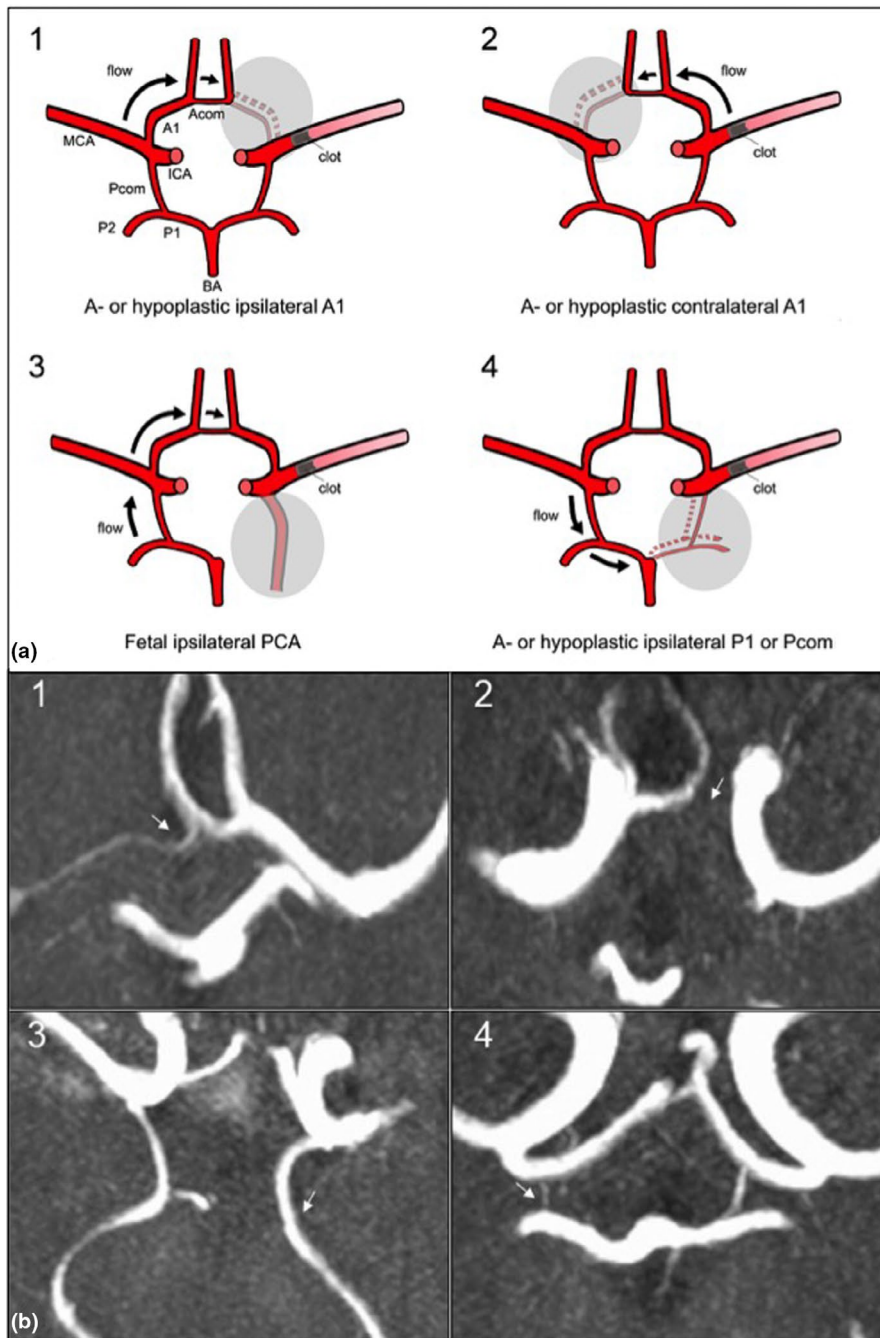 1
flow
Acom
A1
MCA
clot
ICA
Pcom
P2
P1
BA
A- or hypoplastic ipsilateral A1
2
flow
clot
A- or hypoplastic contralateral A1
3
clot
flow
Fetal ipsilateral PCA
4
clot
flow
A- or hypoplastic ipsilateral P1 or Pcom
(a)
1
2
3
4
(b)